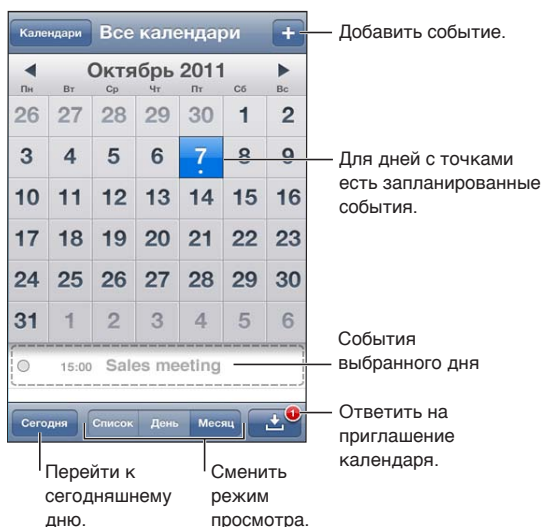 Календари Все календари + Добавить событие.
Октябрь 2011
Пн Вт Ср Чт Пт Сб Вс
26 27 28 29 30 1 2
3 4 5 6 7 8 9
Для дней с точками
есть запланированные
события.
10 11 12 13 14 15 16
17 18 19 20 21 22 23
24 25 26 27 28 29 30
31 1 2 3 4 5 6
15:00 Sales meeting
События
выбранного дня
Сегодня Список День Месяц 1
Ответить на
приглашение
календаря.
Перейти к
сегодняшнему
дню.
Сменить
режим
просмотра.